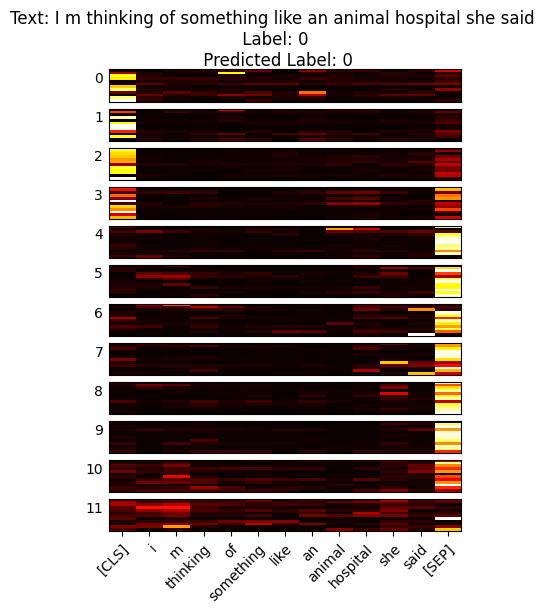 Text: I m thinking of something like an animal hospital she said
Label: 0
Predicted Label: 0
0
1
2
3
4
5
6
7
8
9
10
11
[CLS]
i
m
thinking
of
something
like
an
animal
hospital
she
said
[SEP]